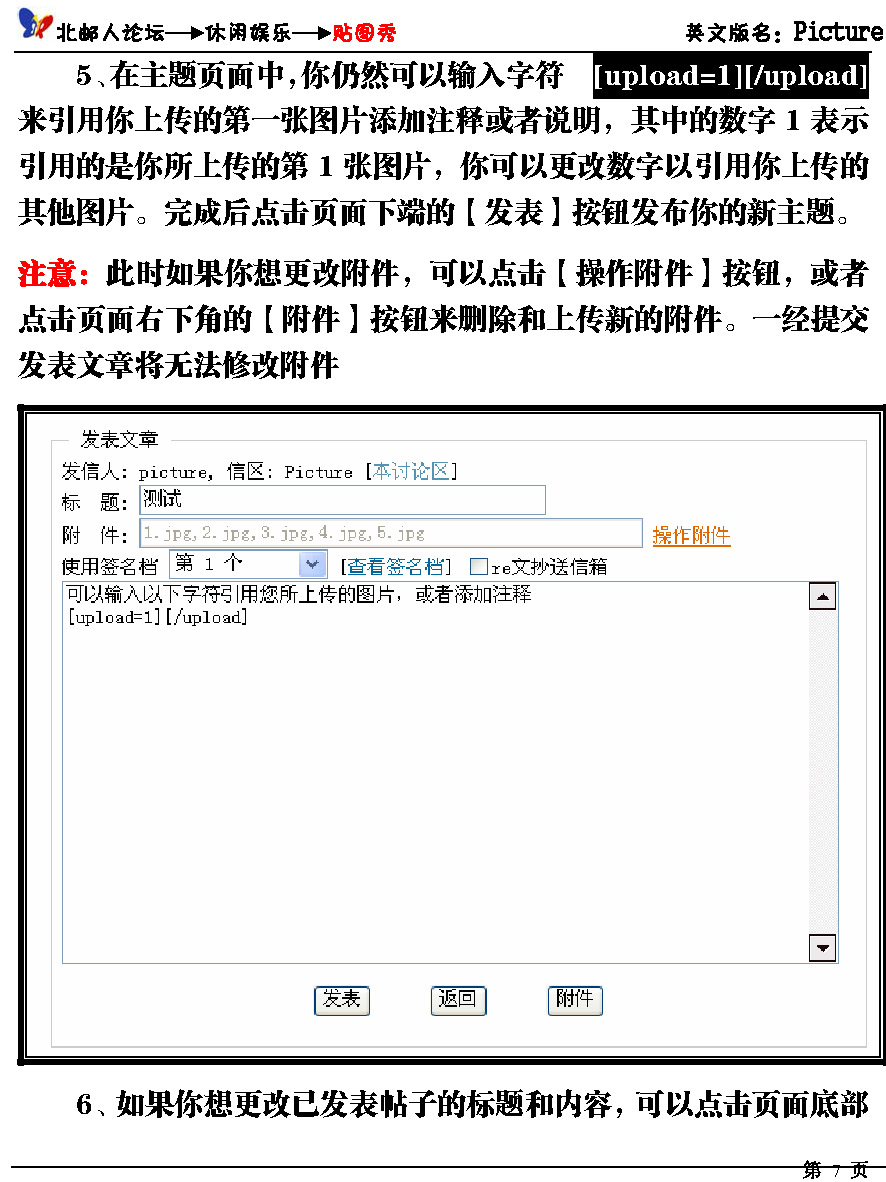 北邮人论坛—→休闲娱乐—→贴图秀 英文版名：Picture
5、在主题页面中，你仍然可以输入字符 [upload=1][/upload]
来引用你上传的第一张图片添加注释或者说明，其中的数字 1 表示
引用的是你所上传的第 1 张图片，你可以更改数字以引用你上传的
其他图片。完成后点击页面下端的【发表】按钮发布你的新主题。
注意：此时如果你想更改附件，可以点击【操作附件】按钮，或者
点击页面右下角的【附件】按钮来删除和上传新的附件。一经提交
发表文章将无法修改附件
发表文章
发信人: picture, 信区: Picture [本讨论区]
标 题: 测试
附 件: 1.jpg,2.jpg,3.jpg,4.jpg,5.jpg 操作附件
使用签名档 第 1 个 [查看签名档] re文抄送信箱
可以输入以下字符引用您所上传的图片，或者添加注释
[upload=1][/upload]
发表 返回 附件
6、如果你想更改已发表帖子的标题和内容，可以点击页面底部
第 7 页